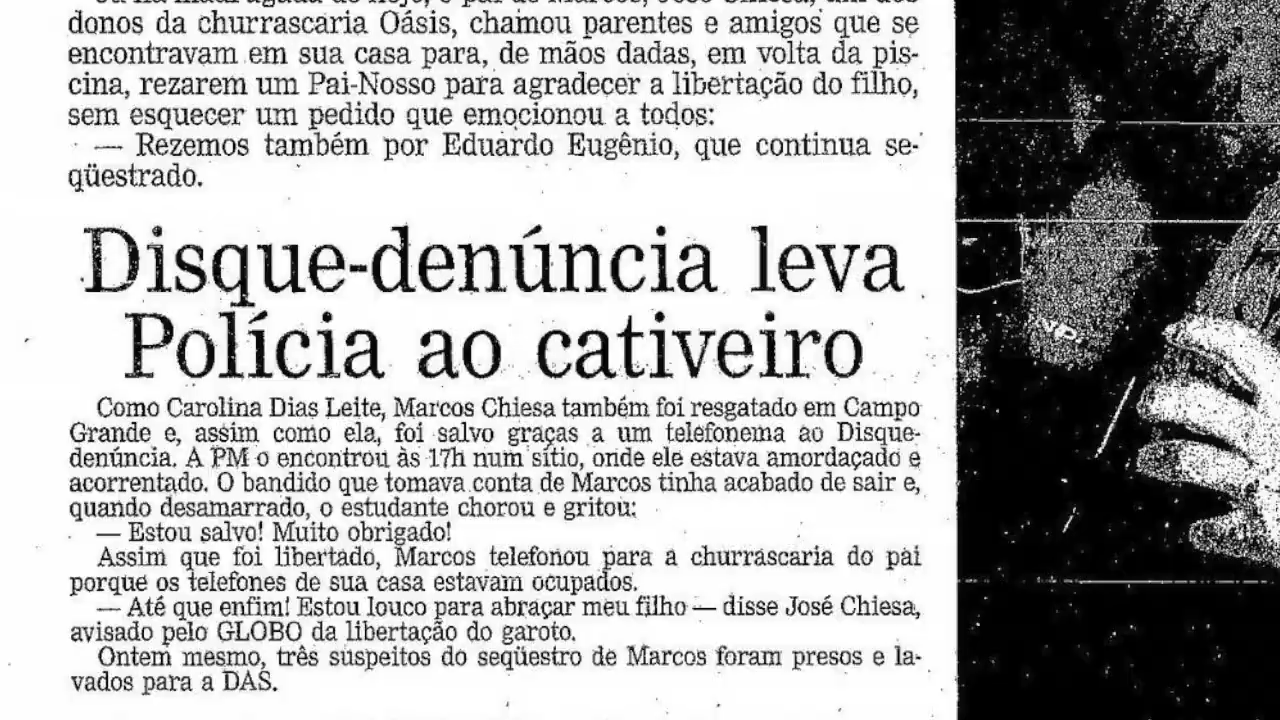 donos da churrascaria Oásis, chamou parentes e amigos que se
encontravam em sua casa para, de mãos dadas, em volta da pis-
cina, rezarem um Pai-Nosso para agradecer a libertação do filho,
sem esquecer um pedido que emocionou a todos:
— Rezemos também por Eduardo Eugênio, que continua se-
qüestrado.
Disque-denúncia leva
Polícia ao cativeiro
Como Carolina Dias Leite, Marcos Chiesa também foi resgatado em Campo
Grande e, assim como ela, foi salvo graças a um telefonema ao Disque-
denúncia. A PM o encontrou às 17h num sítio, onde ele estava amordaçado e
acorrentado. O bandido que tomava conta de Marcos tinha acabado de sair e,
quando desamarrado, o estudante chorou e gritou:
— Estou salvo! Muito obrigado!
Assim que foi libertado, Marcos telefonou para a churrascaria do pai
porque os telefones de sua casa estavam ocupados.
— Até que enfim! Estou louco para abraçar meu filho — disse José Chiesa,
avisado pelo GLOBO da libertação do garoto.
Ontem mesmo, três suspeitos do seqüestro de Marcos foram presos e la-
vados para a DAS.